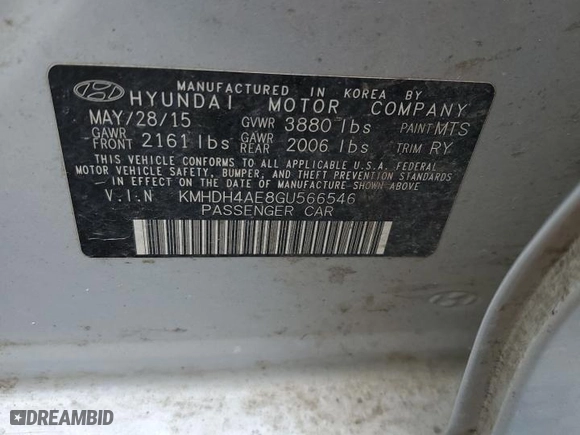 MANUFACTURED IN KOREA BY
HYUNDAI MOTOR COMPANY
MAY/28/15 GVWR 3880 lbs PAINT MTS
GAWR FRONT 2161 lbs GAWR REAR 2006 lbs TRIM RY
THIS VEHICLE CONFORMS TO ALL APPLICABLE U.S.A. FEDERAL
MOTOR VEHICLE SAFETY, BUMPER, AND THEFT PREVENTION STANDARDS
IN EFFECT ON THE DATE OF MANUFACTURE SHOWN ABOVE.
V.I.N KMHDH4AE8GU566546
PASSENGER CAR
DREAMBID